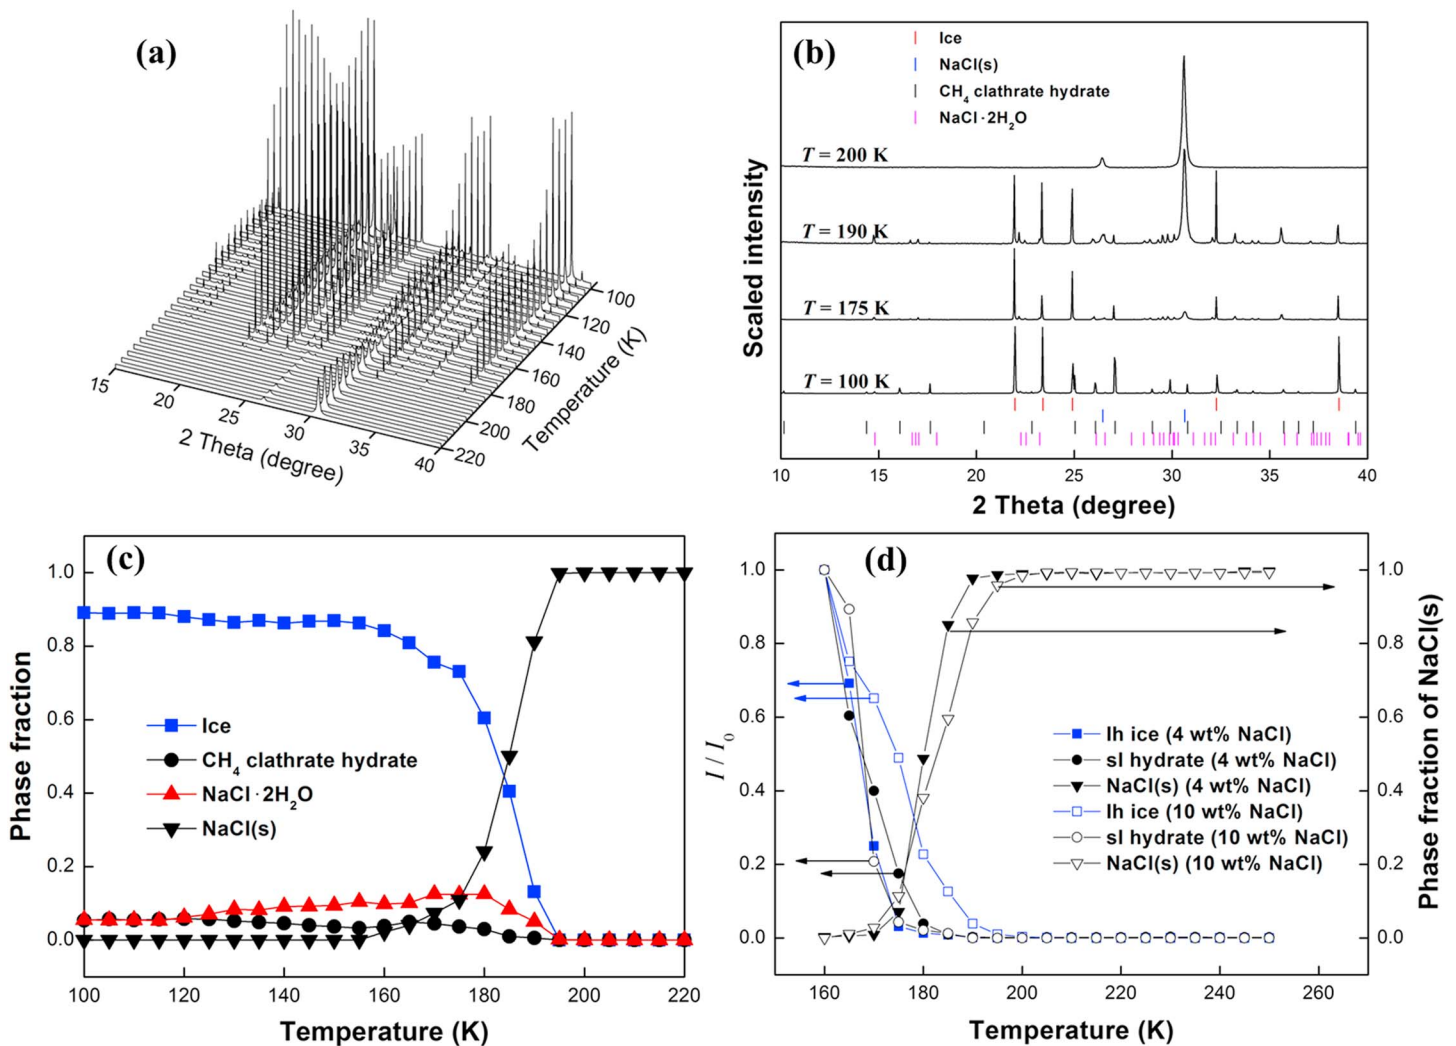 (a)
15
20
25
30
35
40
2 Theta (degree)
100
120
140
160
180
200
220
Temperature (K)
(b)
Ice
NaCl(s)
CH₄ clathrate hydrate
NaCl·2H₂O
T = 200 K
T = 190 K
T = 175 K
T = 100 K
Scaled intensity
10 15 20 25 30 35 40
2 Theta (degree)
(c)
1.0
0.8
0.6
0.4
0.2
0.0
Phase fraction
Ice
CH₄ clathrate hydrate
NaCl·2H₂O
NaCl(s)
100 120 140 160 180 200 220
Temperature (K)
(d)
1.0
0.8
0.6
0.4
0.2
0.0
I / I₀
Ih ice (4 wt% NaCl)
sI hydrate (4 wt% NaCl)
NaCl(s) (4 wt% NaCl)
Ih ice (10 wt% NaCl)
sI hydrate (10 wt% NaCl)
NaCl(s) (10 wt% NaCl)
1.0
0.8
0.6
0.4
0.2
0.0
Phase fraction of NaCl(s)
160 180 200 220 240 260
Temperature (K)